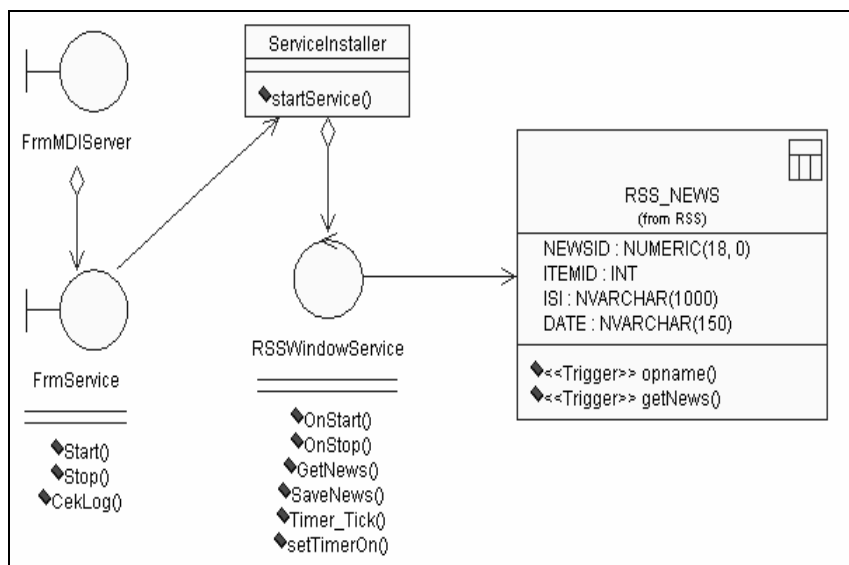 FrmMDIServer
FrmService
Start()
Stop()
CekLog()
ServiceInstaller
startService()
RSSWindowService
OnStart()
OnStop()
GetNews()
SaveNews()
Timer_Tick()
setTimerOn()
RSS_NEWS
(from RSS)
NEWSID : NUMERIC(18, 0)
ITEMID : INT
ISI : NVARCHAR(1000)
DATE : NVARCHAR(150)
<<Trigger>> opname()
<<Trigger>> getNews()